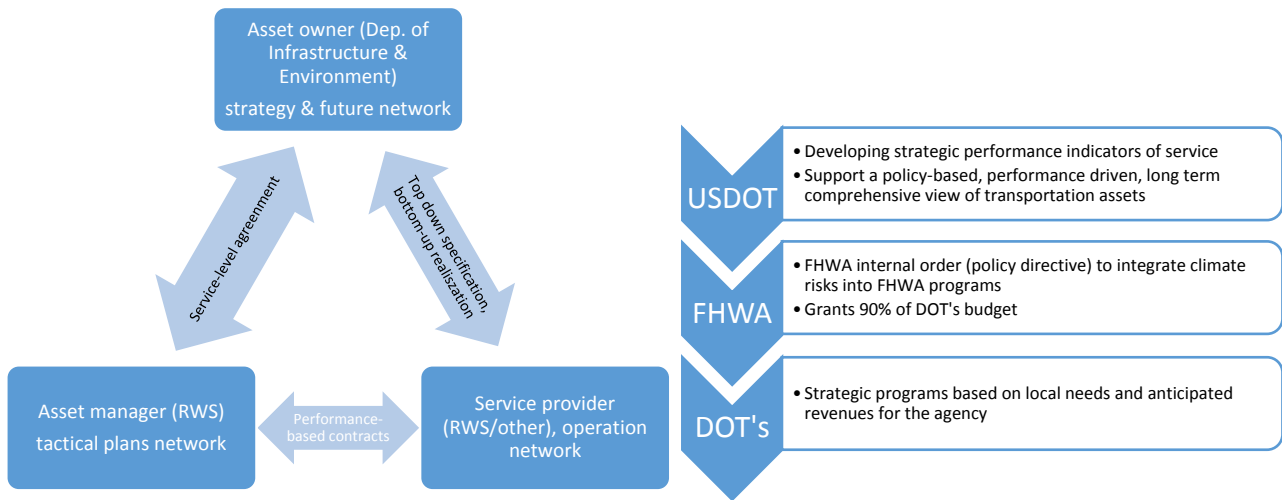 Asset owner (Dep. of
Infrastructure &
Environment)
strategy & future network
Service-level agreenment
Top down specification,
bottom-up realiszation
Asset manager (RWS)
tactical plans network
Performance-
based contracts
Service provider
(RWS/other), operation
network
USDOT
• Developing strategic performance indicators of service
• Support a policy-based, performance driven, long term
comprehensive view of transportation assets
FHWA
• FHWA internal order (policy directive) to integrate climate
risks into FHWA programs
• Grants 90% of DOT's budget
DOT's
• Strategic programs based on local needs and anticipated
revenues for the agency